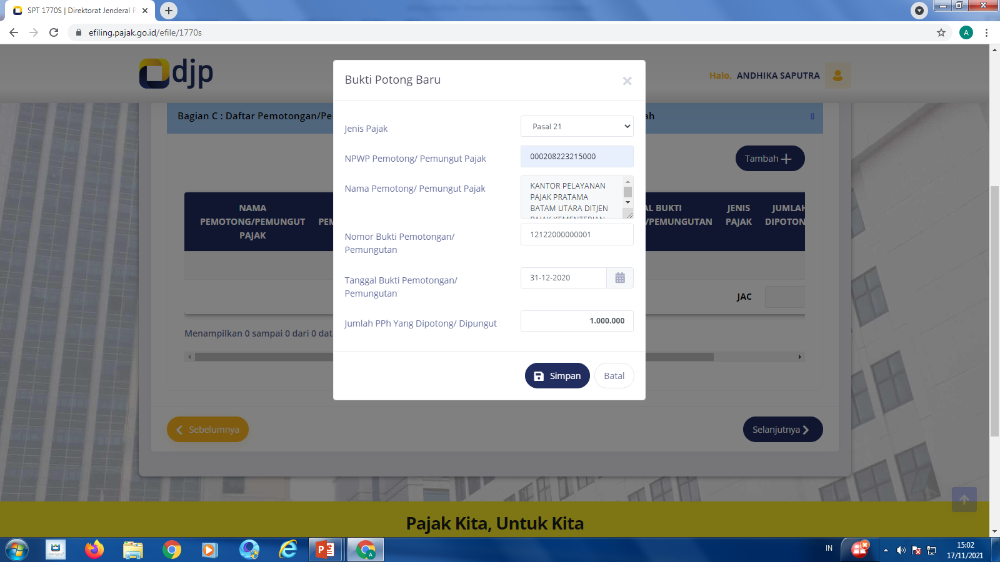 SPT 1770S | Direktorat Jenderal P
efiling.pajak.go.id/efile/1770s
A
djp
Halo, ANDHIKA SAPUTRA
Bukti Potong Baru
Bagian C : Daftar Pemotongan/Pe
ah
Jenis Pajak
Pasal 21
NPWP Pemotong/ Pemungut Pajak
000208223215000
Tambah
Nama Pemotong/ Pemungut Pajak
KANTOR PELAYANAN
PAJAK PRATAMA
BATAM UTARA DITJEN
PAJAK KEMENTERIAN
NAMA
PEMOTONG/PEMUNGUT
PAJAK
PEM
AL BUKTI
/PEMUNGUTAN
JENIS
PAJAK
JUMLAH
DIPOTON
Nomor Bukti Pemotongan/
Pemungutan
12122000000001
Tanggal Bukti Pemotongan/
Pemungutan
31-12-2020
JAC
Jumlah PPh Yang Dipotong/ Dipungut
1.000.000
Menampilkan 0 sampai 0 dari 0 dat
Simpan
Batal
Sebelumnya
Selanjutnya
Pajak Kita, Untuk Kita
IN
15:02
17/11/2021